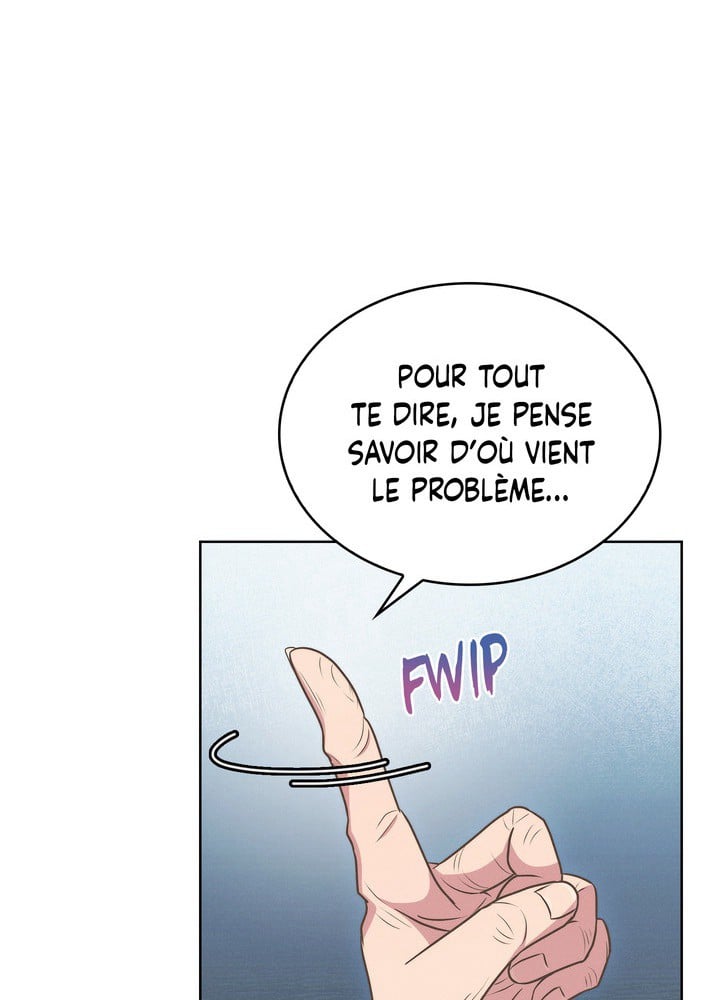 POUR TOUT
TE DIRE, JE PENSE
SAVOIR D'OÙ VIENT
LE PROBLÈME...
FWIP